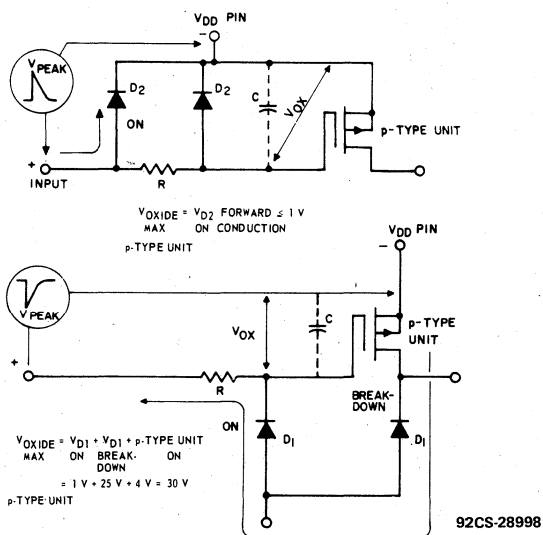 VDD PIN
−
VPEAK
D2
D2
C
VOX
p-TYPE UNIT
ON
+
INPUT
R
VOXIDE = VD2 FORWARD ≤ 1 V
MAX ON CONDUCTION
p-TYPE UNIT
VDD PIN
−
VPEAK
C
p-TYPE
UNIT
VOX
+
R
BREAK-
DOWN
ON
D1
D1
VOXIDE = VD1 + VD1 + p-TYPE UNIT
MAX ON BREAK- ON
DOWN
= 1 V + 25 V + 4 V = 30 V
p-TYPE UNIT
92CS-28998